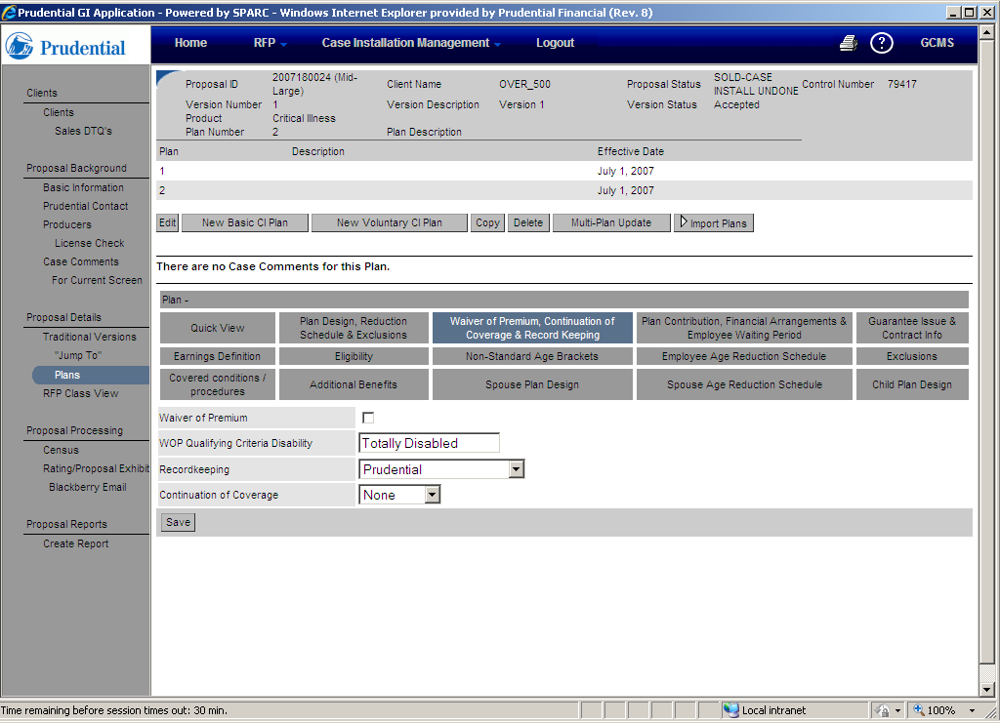 Prudential GI Application - Powered by SPARC - Windows Internet Explorer provided by Prudential Financial (Rev. 8)
Prudential
Home RFP Case Installation Management Logout ? GCMS
Clients
Clients
Sales DTQ's
Proposal Background
Basic Information
Prudential Contact
Producers
License Check
Case Comments
For Current Screen
Proposal Details
Traditional Versions
"Jump To"
Plans
RFP Class View
Proposal Processing
Census
Rating/Proposal Exhibit
Blackberry Email
Proposal Reports
Create Report
Proposal ID 2007180024 (Mid-Large) Client Name OVER_500 Proposal Status SOLD-CASE INSTALL UNDONE Control Number 79417
Version Number 1 Version Description Version 1 Version Status Accepted
Product Critical Illness
Plan Number 2 Plan Description
Plan Description Effective Date
1 July 1, 2007
2 July 1, 2007
Edit New Basic CI Plan New Voluntary CI Plan Copy Delete Multi-Plan Update Import Plans
There are no Case Comments for this Plan.
Plan -
Quick View Plan Design, Reduction Schedule & Exclusions Waiver of Premium, Continuation of Coverage & Record Keeping Plan Contribution, Financial Arrangements & Employee Waiting Period Guarantee Issue & Contract Info
Earnings Definition Eligibility Non-Standard Age Brackets Employee Age Reduction Schedule Exclusions
Covered conditions / procedures Additional Benefits Spouse Plan Design Spouse Age Reduction Schedule Child Plan Design
Waiver of Premium
WOP Qualifying Criteria Disability Totally Disabled
Recordkeeping Prudential
Continuation of Coverage None
Save
Time remaining before session times out: 30 min. Local intranet 100%